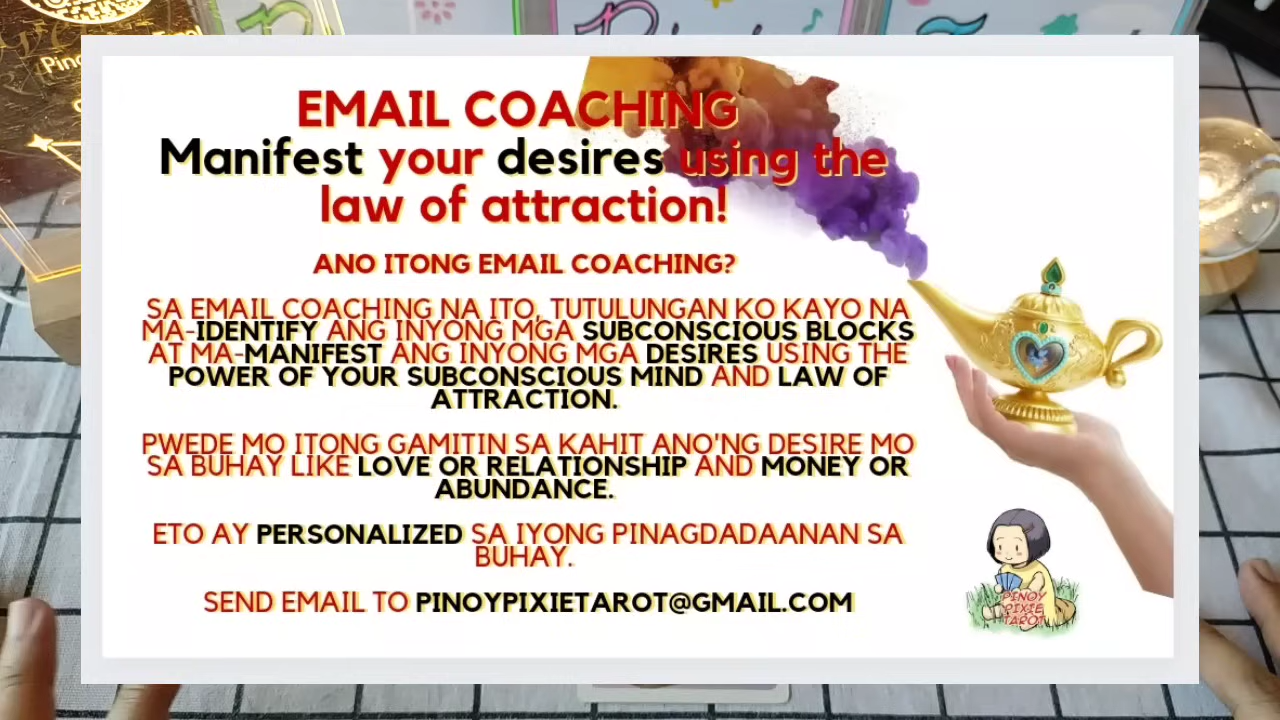 EMAIL COACHING
Manifest your desires using the
law of attraction!
ANO ITONG EMAIL COACHING?
SA EMAIL COACHING NA ITO, TUTULUNGAN KO KAYO NA
MA-IDENTIFY ANG INYONG MGA SUBCONSCIOUS BLOCKS
AT MA-MANIFEST ANG INYONG MGA DESIRES USING THE
POWER OF YOUR SUBCONSCIOUS MIND AND LAW OF
ATTRACTION.
PWEDE MO ITONG GAMITIN SA KAHIT ANO'NG DESIRE MO
SA BUHAY LIKE LOVE OR RELATIONSHIP AND MONEY OR
ABUNDANCE.
ETO AY PERSONALIZED SA IYONG PINAGDADAANAN SA
BUHAY.
SEND EMAIL TO PINOYPIXIETAROT@GMAIL.COM
PINOY
PIXIE
TAROT